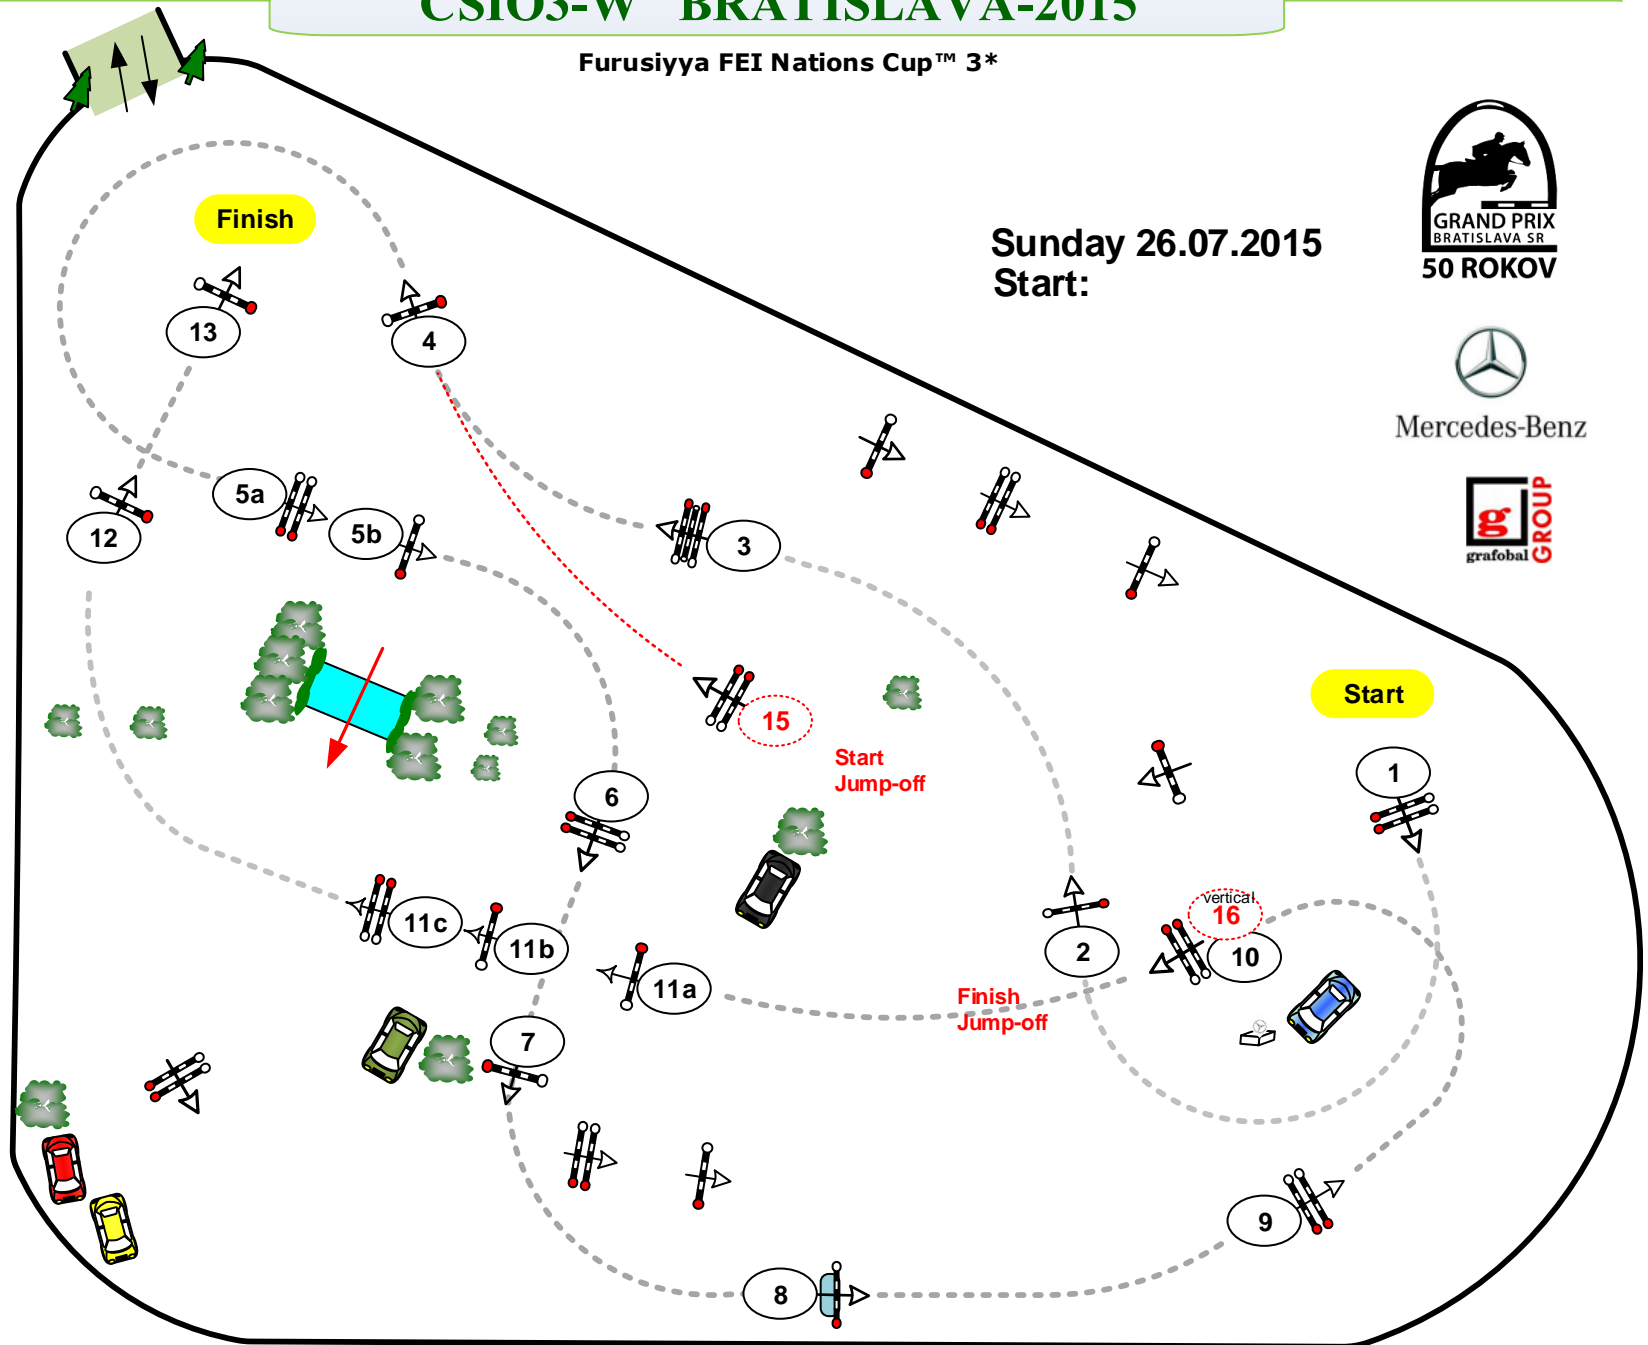 CSIO3-W BRATISLAVA-2015
Furusiyya FEI Nations Cup™ 3*
GRAND PRIX
BRATISLAVA SR
50 ROKOV
Finish
Sunday 26.07.2015
Start:
13
4
Mercedes-Benz
g
grafobal
GROUP
5a
5b
12
3
Start
15
Start
Jump-off
1
6
vertical
16
11c
11b
2
10
11a
Finish
Jump-off
7
9
8